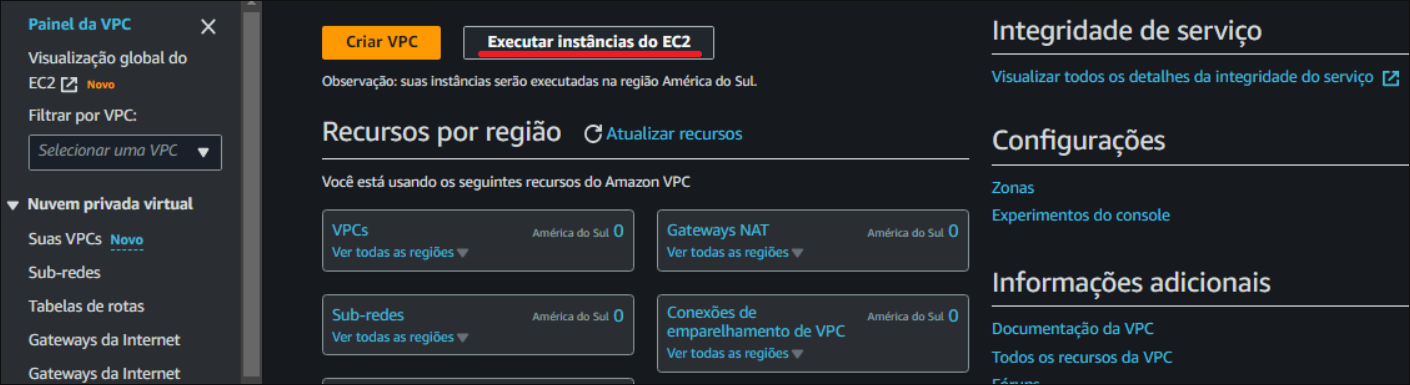 Painel da VPC
Visualização global do
EC2 Novo
Filtrar por VPC:
Selecionar uma VPC
Nuvem privada virtual
Suas VPCs Novo
Sub-redes
Tabelas de rotas
Gateways da Internet
Gateways da Internet
Criar VPC
Executar instâncias do EC2
Observação: suas instâncias serão executadas na região América do Sul.
Recursos por região
Atualizar recursos
Você está usando os seguintes recursos do Amazon VPC
VPCs
América do Sul 0
Ver todas as regiões
Gateways NAT
América do Sul 0
Ver todas as regiões
Sub-redes
América do Sul 0
Ver todas as regiões
Conexões de
emparelhamento de VPC
América do Sul 0
Ver todas as regiões
Integridade de serviço
Visualizar todos os detalhes da integridade do serviço
Configurações
Zonas
Experimentos do console
Informações adicionais
Documentação da VPC
Todos os recursos da VPC